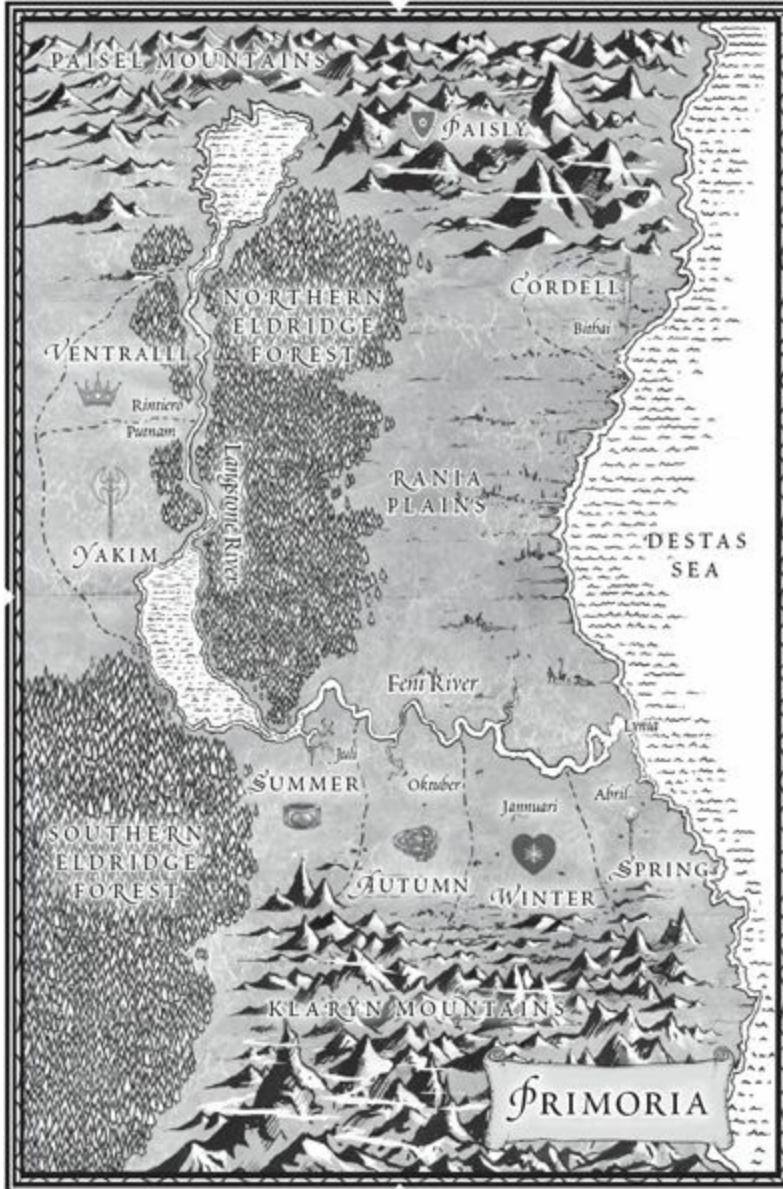 PAISEL MOUNTAINS
PAISLY
NORTHERN
ELDRIDGE
FOREST
CORDELL
Bithai
VENTRALLI
Rintiero
Putnam
Langstone River
RANIA
PLAINS
YAKIM
DESTAS
SEA
Feni River
Lynia
Juli
SUMMER
Oktuber
Jannuari
Abril
SOUTHERN
ELDRIDGE
FOREST
AUTUMN
WINTER
SPRING
KLARYN MOUNTAINS
PRIMORIA